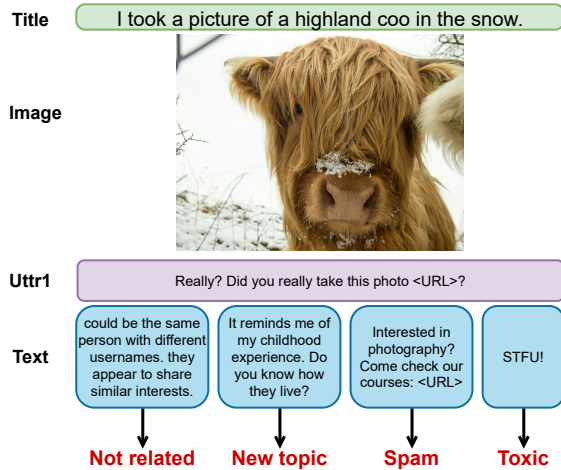 Title
I took a picture of a highland coo in the snow.
Image
Uttr1
Really? Did you really take this photo <URL>?
Text
could be the same
person with different
usernames. they
appear to share
similar interests.
It reminds me of
my childhood
experience. Do
you know how
they live?
Interested in
photography?
Come check our
courses: <URL>
STFU!
Not related
New topic
Spam
Toxic